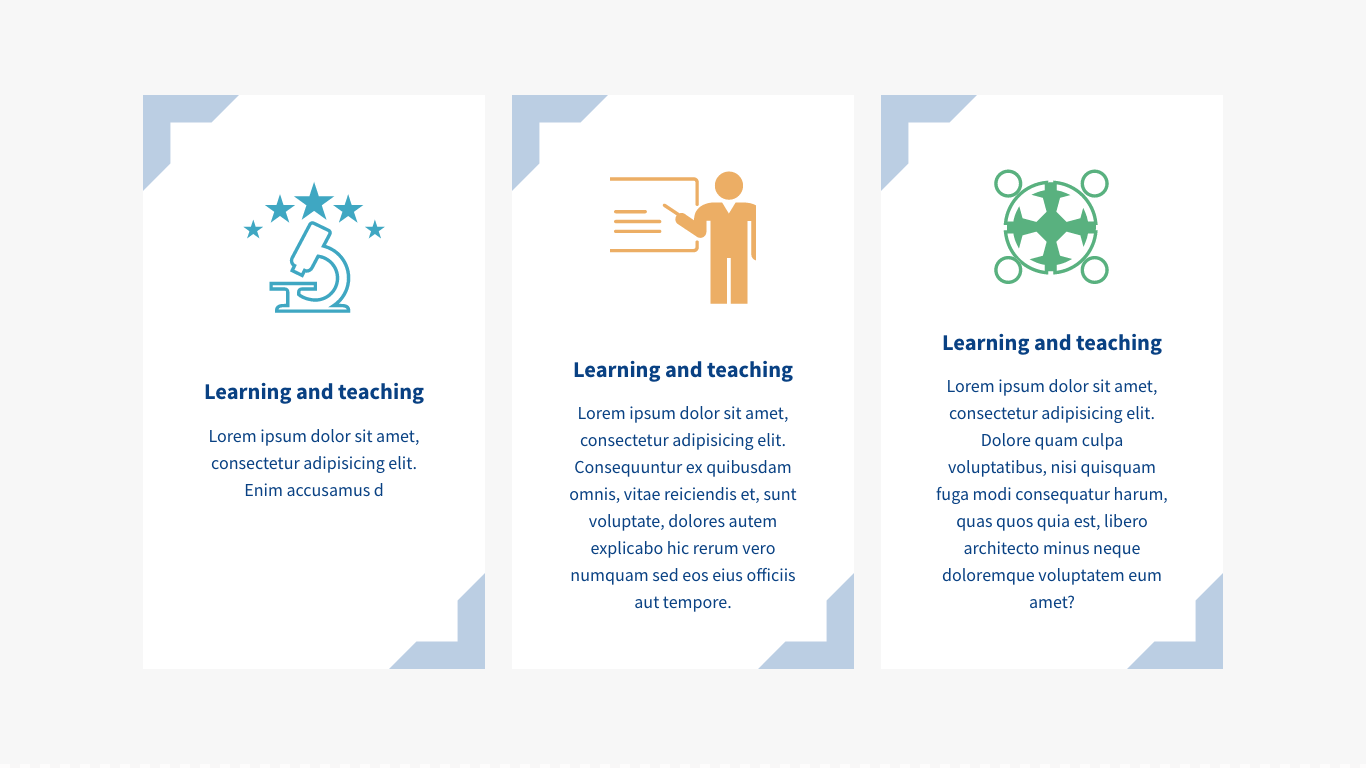 Learning and teaching
Lorem ipsum dolor sit amet,
consectetur adipisicing elit.
Enim accusamus d
Learning and teaching
Lorem ipsum dolor sit amet,
consectetur adipisicing elit.
Consequuntur ex quibusdam
omnis, vitae reiciendis et, sunt
voluptate, dolores autem
explicabo hic rerum vero
numquam sed eos eius officiis
aut tempore.
Learning and teaching
Lorem ipsum dolor sit amet,
consectetur adipisicing elit.
Dolore quam culpa
voluptatibus, nisi quisquam
fuga modi consequatur harum,
quas quos quia est, libero
architecto minus neque
doloremque voluptatem eum
amet?